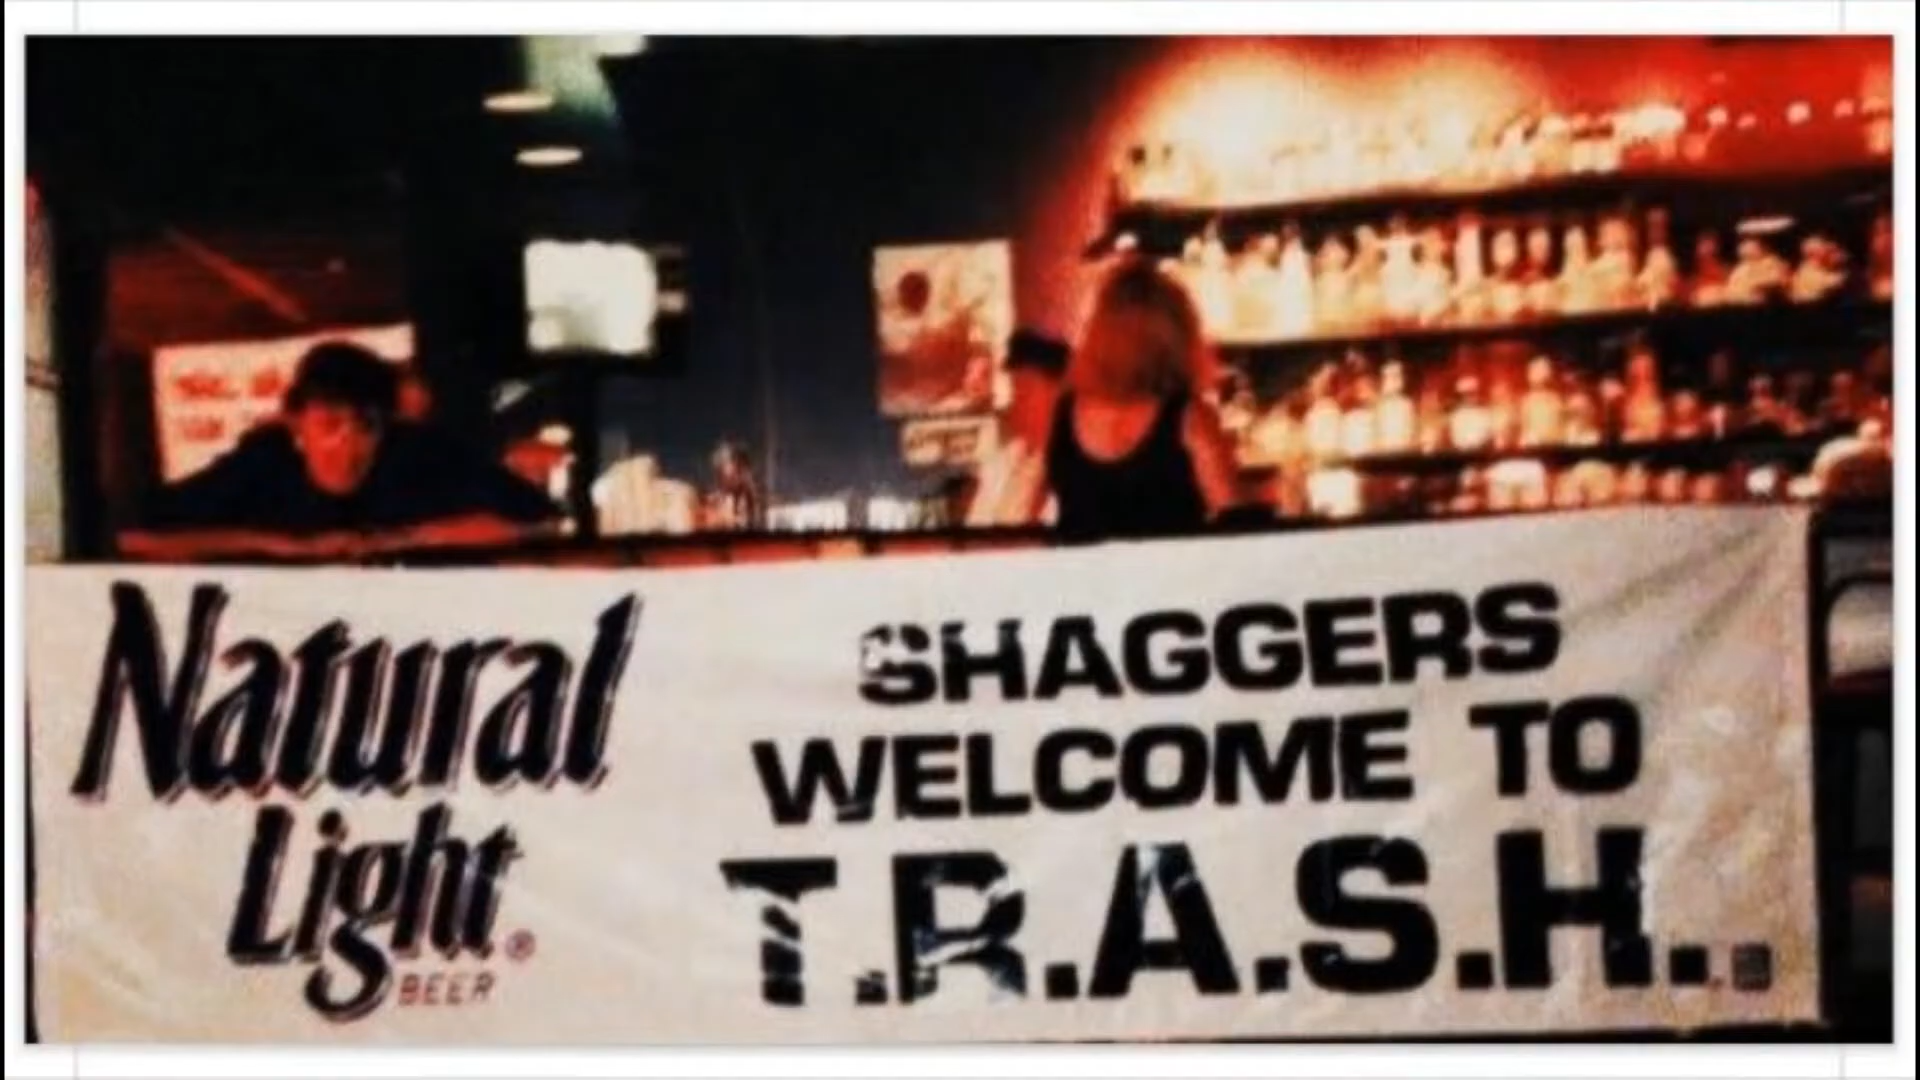 Natural
Light®
BEER
SHAGGERS
WELCOME TO
T.R.A.S.H.